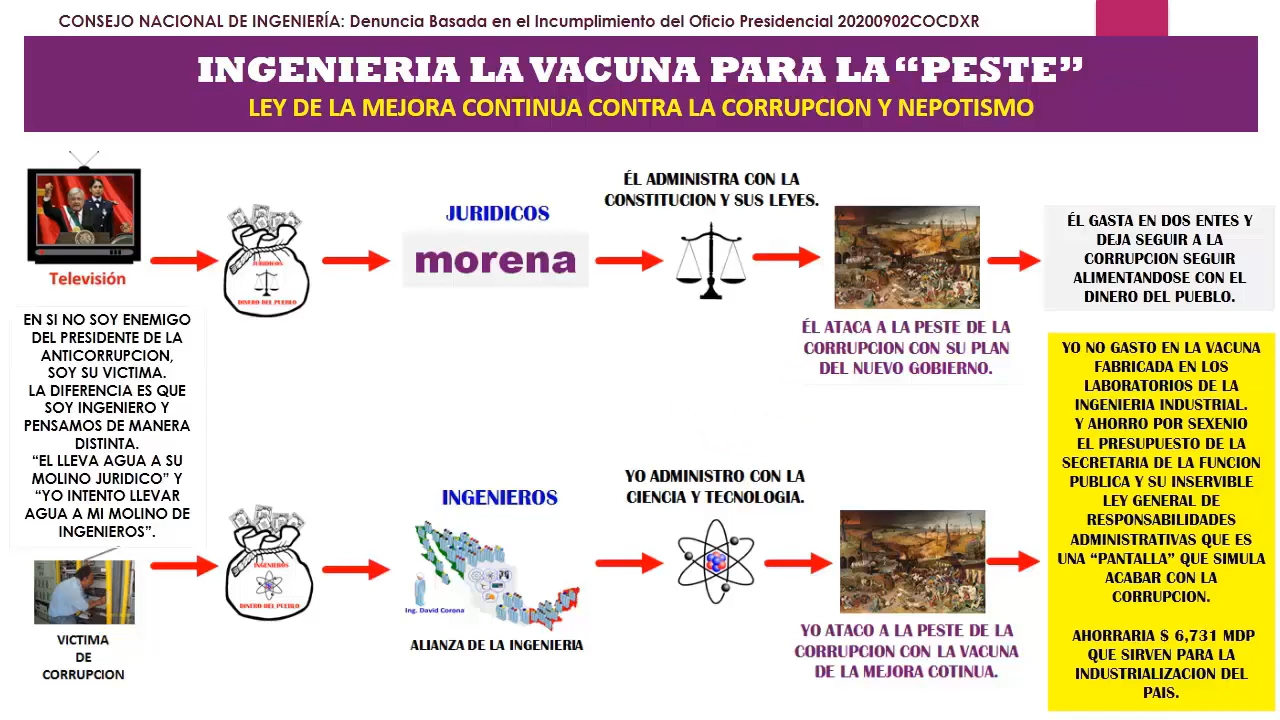 CONSEJO NACIONAL DE INGENIERÍA: Denuncia Basada en el Incumplimiento del Oficio Presidencial 20200902COCDXR
INGENIERIA LA VACUNA PARA LA “PESTE”
LEY DE LA MEJORA CONTINUA CONTRA LA CORRUPCION Y NEPOTISMO
Televisión
JURIDICOS
DINERO DEL PUEBLO
JURIDICOS
morena
ÉL ADMINISTRA CON LA
CONSTITUCION Y SUS LEYES.
ÉL ATACA A LA PESTE DE LA
CORRUPCION CON SU PLAN
DEL NUEVO GOBIERNO.
ÉL GASTA EN DOS ENTES Y
DEJA SEGUIR A LA
CORRUPCION SEGUIR
ALIMENTANDOSE CON EL
DINERO DEL PUEBLO.
EN SI NO SOY ENEMIGO
DEL PRESIDENTE DE LA
ANTICORRUPCION,
SOY SU VICTIMA.
LA DIFERENCIA ES QUE
SOY INGENIERO Y
PENSAMOS DE MANERA
DISTINTA.
“EL LLEVA AGUA A SU
MOLINO JURIDICO” Y
“YO INTENTO LLEVAR
AGUA A MI MOLINO DE
INGENIEROS”.
VICTIMA
DE
CORRUPCION
INGENIEROS
DINERO DEL PUEBLO
INGENIEROS
Ing. David Corona
ALIANZA DE LA INGENIERIA
YO ADMINISTRO CON LA
CIENCIA Y TECNOLOGIA.
YO ATACO A LA PESTE DE LA
CORRUPCION CON LA VACUNA
DE LA MEJORA COTINUA.
YO NO GASTO EN LA VACUNA
FABRICADA EN LOS
LABORATORIOS DE LA
INGENIERIA INDUSTRIAL.
Y AHORRO POR SEXENIO
EL PRESUPUESTO DE LA
SECRETARIA DE LA FUNCION
PUBLICA Y SU INSERVIBLE
LEY GENERAL DE
RESPONSABILIDADES
ADMINISTRATIVAS QUE ES
UNA “PANTALLA” QUE SIMULA
ACABAR CON LA
CORRUPCION.
AHORRARIA $ 6,731 MDP
QUE SIRVEN PARA LA
INDUSTRIALIZACION DEL
PAIS.